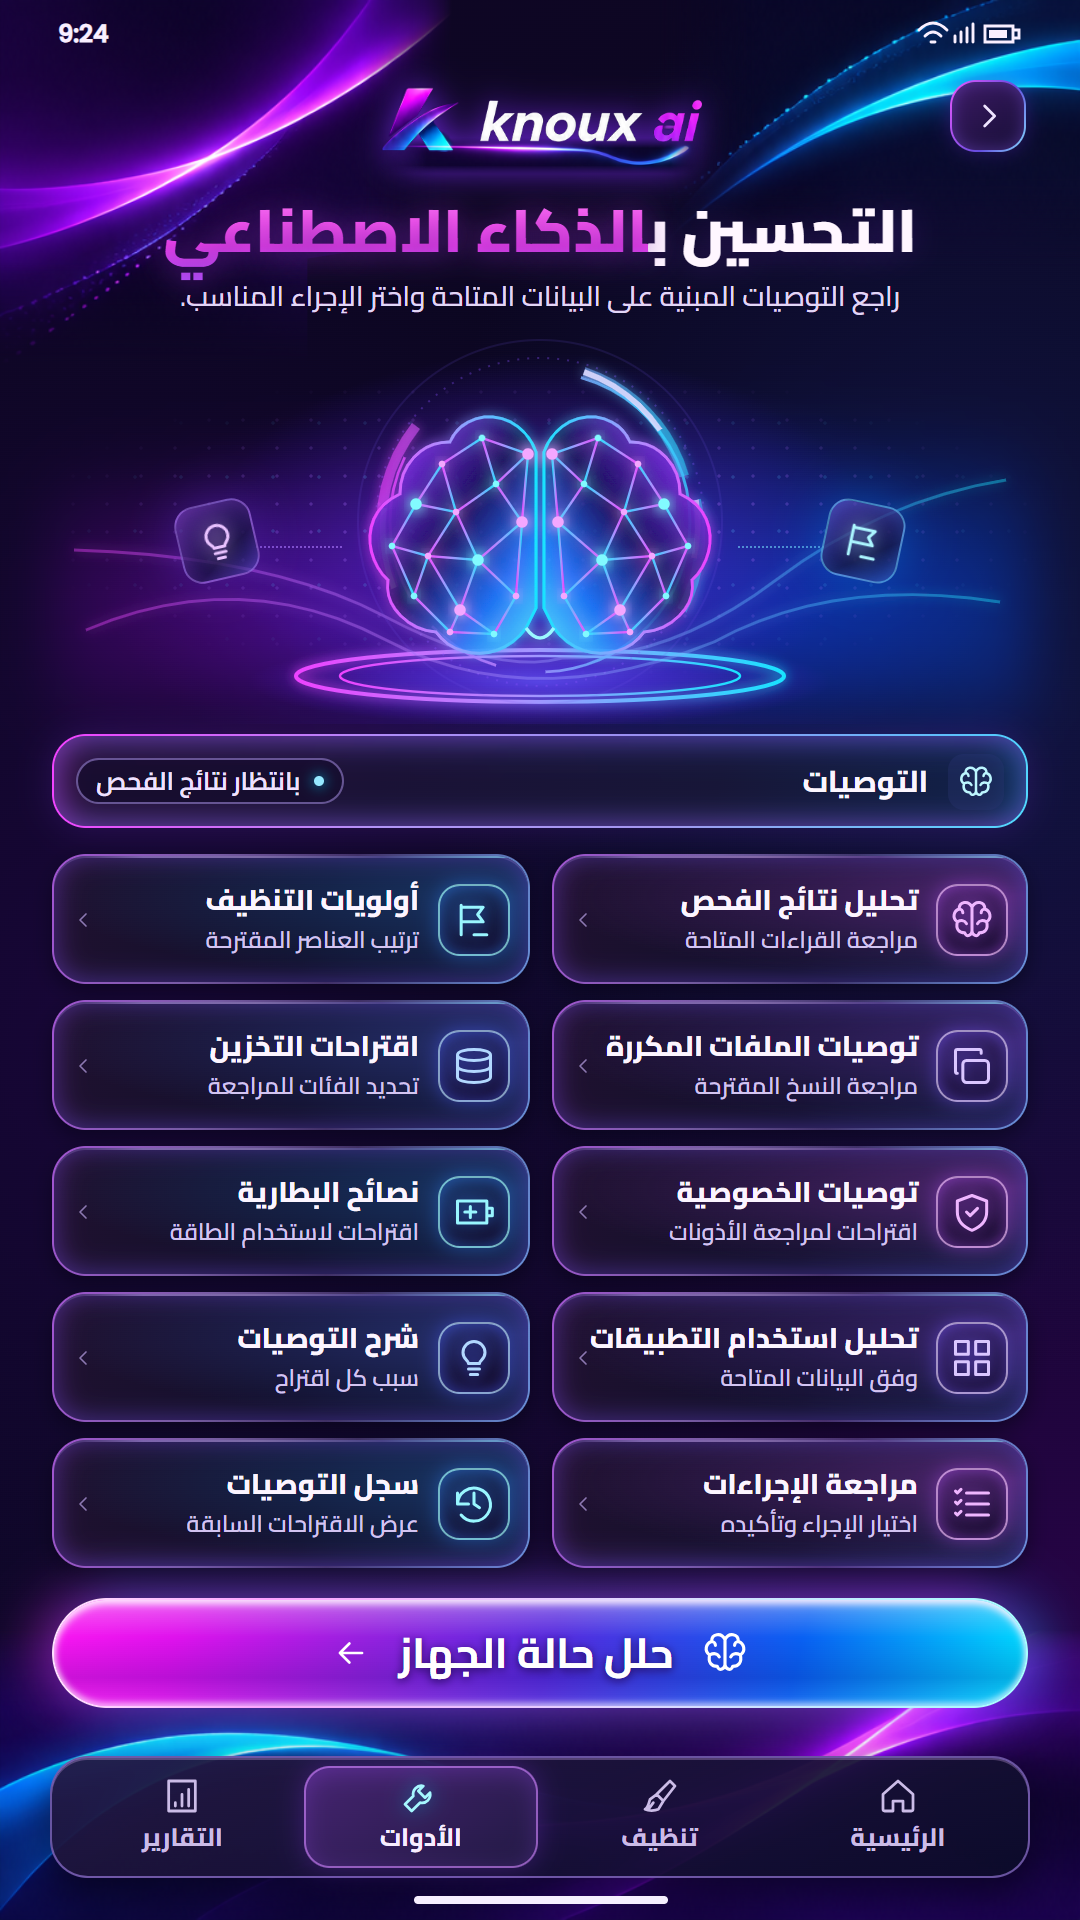 9:24
knoux ai
التحسين بالذكاء الاصطناعي
راجع التوصيات المبنية على البيانات المتاحة واختر الإجراء المناسب.
التوصيات
بانتظار نتائج الفحص
تحليل نتائج الفحص
مراجعة القراءات المتاحة
أولويات التنظيف
ترتيب العناصر المقترحة
توصيات الملفات المكررة
مراجعة النسخ المقترحة
اقتراحات التخزين
تحديد الفئات للمراجعة
توصيات الخصوصية
اقتراحات لمراجعة الأذونات
نصائح البطارية
اقتراحات لاستخدام الطاقة
تحليل استخدام التطبيقات
وفق البيانات المتاحة
شرح التوصيات
سبب كل اقتراح
مراجعة الإجراءات
اختيار الإجراء وتأكيده
سجل التوصيات
عرض الاقتراحات السابقة
حلل حالة الجهاز
الرئيسية
تنظيف
الأدوات
التقارير